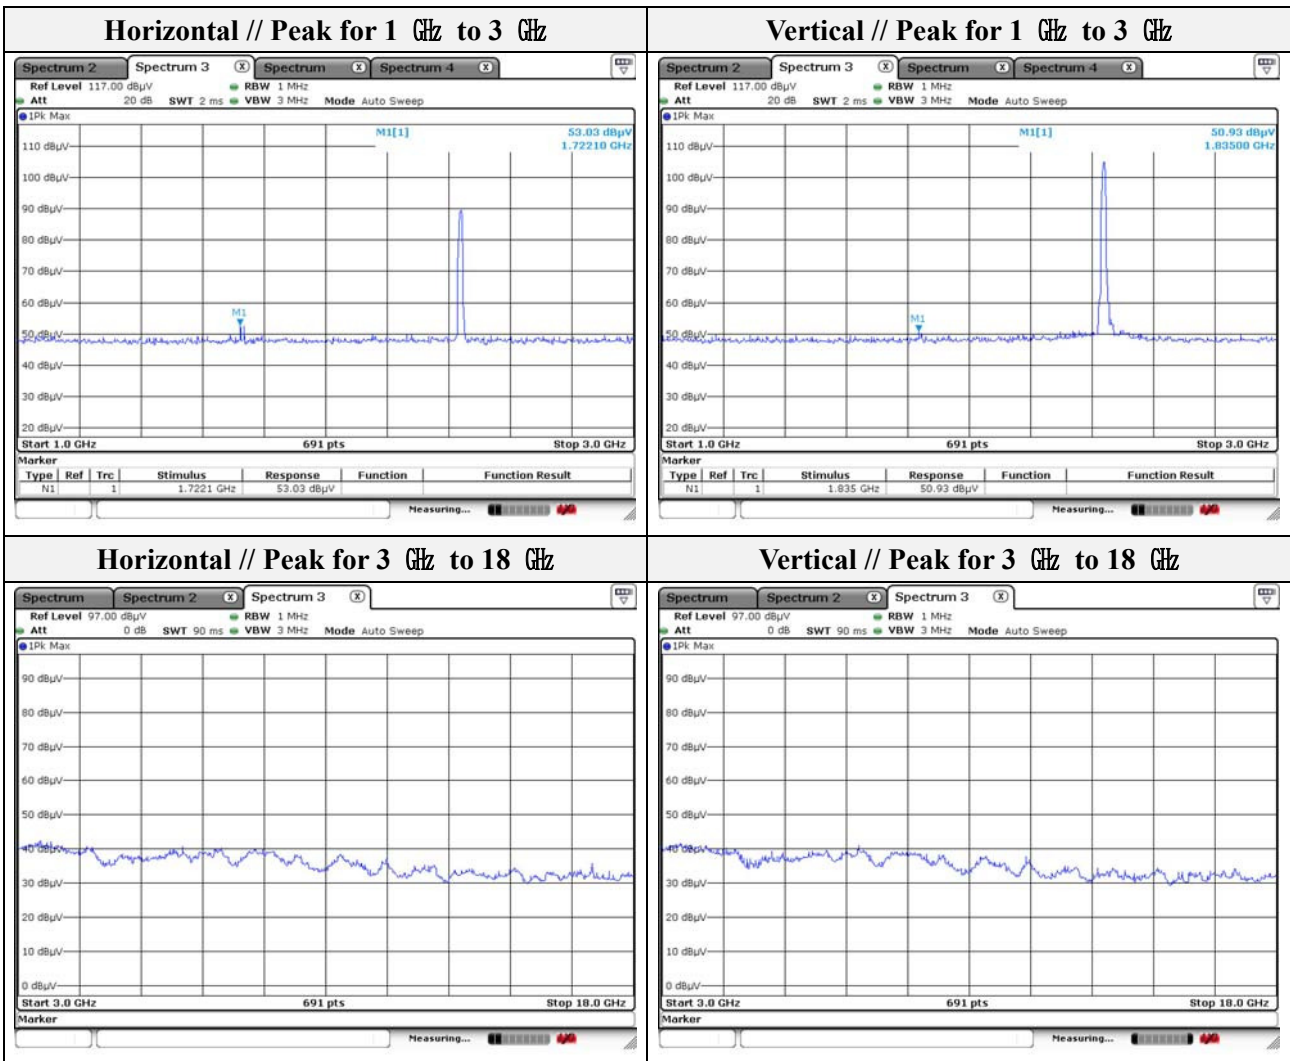 Horizontal // Peak for 1 ㎓ to 3 ㎓
Spectrum 2 Spectrum 3 Spectrum Spectrum 4
Ref Level 117.00 dBµV RBW 1 MHz
Att 20 dB SWT 2 ms VBW 3 MHz Mode Auto Sweep
1Pk Max
M1[1] 53.03 dBµV
1.72210 GHz
110 dBµV
100 dBµV
90 dBµV
80 dBµV
70 dBµV
60 dBµV
M1
50 dBµV
40 dBµV
30 dBµV
20 dBµV
Start 1.0 GHz 691 pts Stop 3.0 GHz
Marker
Type Ref Trc Stimulus Response Function Function Result
N1 1 1.7221 GHz 53.03 dBµV
Measuring...
Vertical // Peak for 1 ㎓ to 3 ㎓
Spectrum 2 Spectrum 3 Spectrum Spectrum 4
Ref Level 117.00 dBµV RBW 1 MHz
Att 20 dB SWT 2 ms VBW 3 MHz Mode Auto Sweep
1Pk Max
M1[1] 50.93 dBµV
1.83500 GHz
110 dBµV
100 dBµV
90 dBµV
80 dBµV
70 dBµV
60 dBµV
M1
50 dBµV
40 dBµV
30 dBµV
20 dBµV
Start 1.0 GHz 691 pts Stop 3.0 GHz
Marker
Type Ref Trc Stimulus Response Function Function Result
N1 1 1.835 GHz 50.93 dBµV
Measuring...
Horizontal // Peak for 3 ㎓ to 18 ㎓
Spectrum Spectrum 2 Spectrum 3
Ref Level 97.00 dBµV RBW 1 MHz
Att 0 dB SWT 90 ms VBW 3 MHz Mode Auto Sweep
1Pk Max
90 dBµV
80 dBµV
70 dBµV
60 dBµV
50 dBµV
40 dBµV
30 dBµV
20 dBµV
10 dBµV
0 dBµV
Start 3.0 GHz 691 pts Stop 18.0 GHz
Marker
Measuring...
Vertical // Peak for 3 ㎓ to 18 ㎓
Spectrum Spectrum 2 Spectrum 3
Ref Level 97.00 dBµV RBW 1 MHz
Att 0 dB SWT 90 ms VBW 3 MHz Mode Auto Sweep
1Pk Max
90 dBµV
80 dBµV
70 dBµV
60 dBµV
50 dBµV
40 dBµV
30 dBµV
20 dBµV
10 dBµV
0 dBµV
Start 3.0 GHz 691 pts Stop 18.0 GHz
Marker
Measuring...